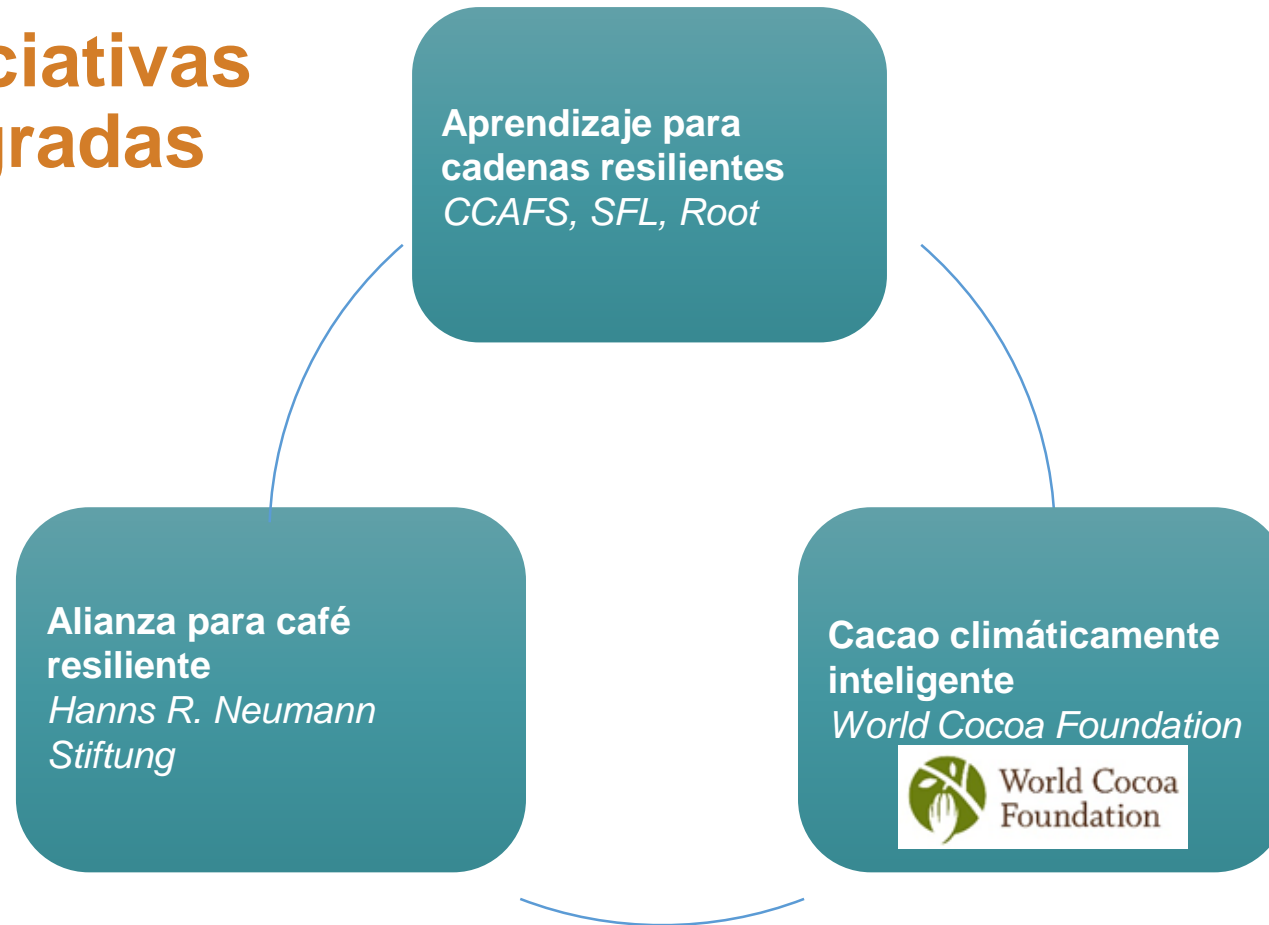 ciativas
gradas
Aprendizaje para
cadenas resilientes
CCAFS, SFL, Root
Alianza para café
resiliente
Hanns R. Neumann
Stiftung
Cacao climáticamente
inteligente
World Cocoa Foundation
World Cocoa
Foundation